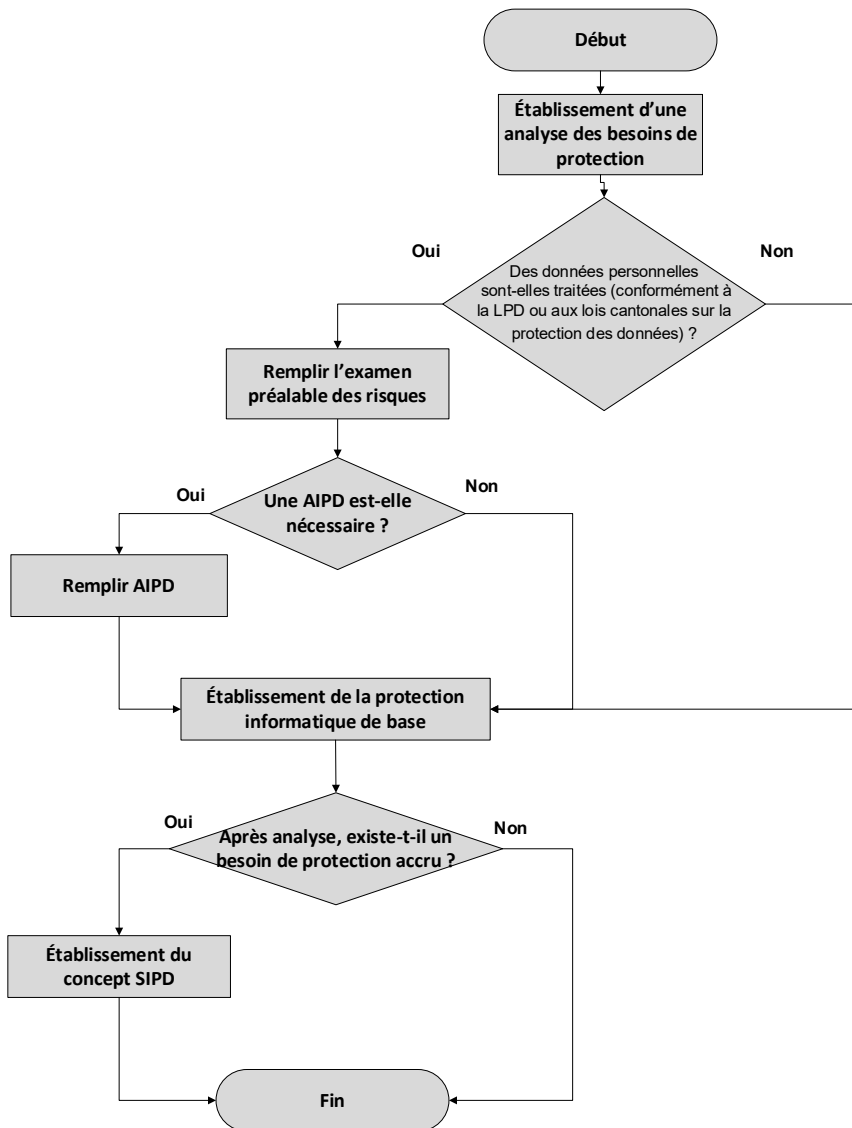 Début
Établissement d’une
analyse des besoins de
protection
Oui
Non
Des données personnelles
sont-elles traitées (conformément à
la LPD ou aux lois cantonales sur la
protection des données) ?
Remplir l’examen
préalable des risques
Oui
Non
Une AIPD est-elle
nécessaire ?
Remplir AIPD
Établissement de la protection
informatique de base
Oui
Non
Après analyse, existe-t-il un
besoin de protection accru ?
Établissement du
concept SIPD
Fin